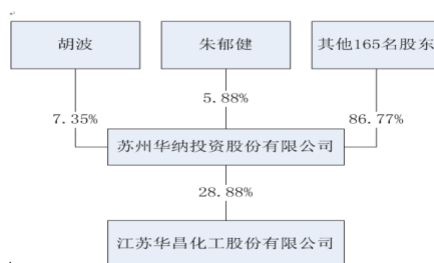 胡波
朱郁健
其他165名股东
7.35%
5.88%
86.77%
苏州华纳投资股份有限公司
28.88%
江苏华昌化工股份有限公司